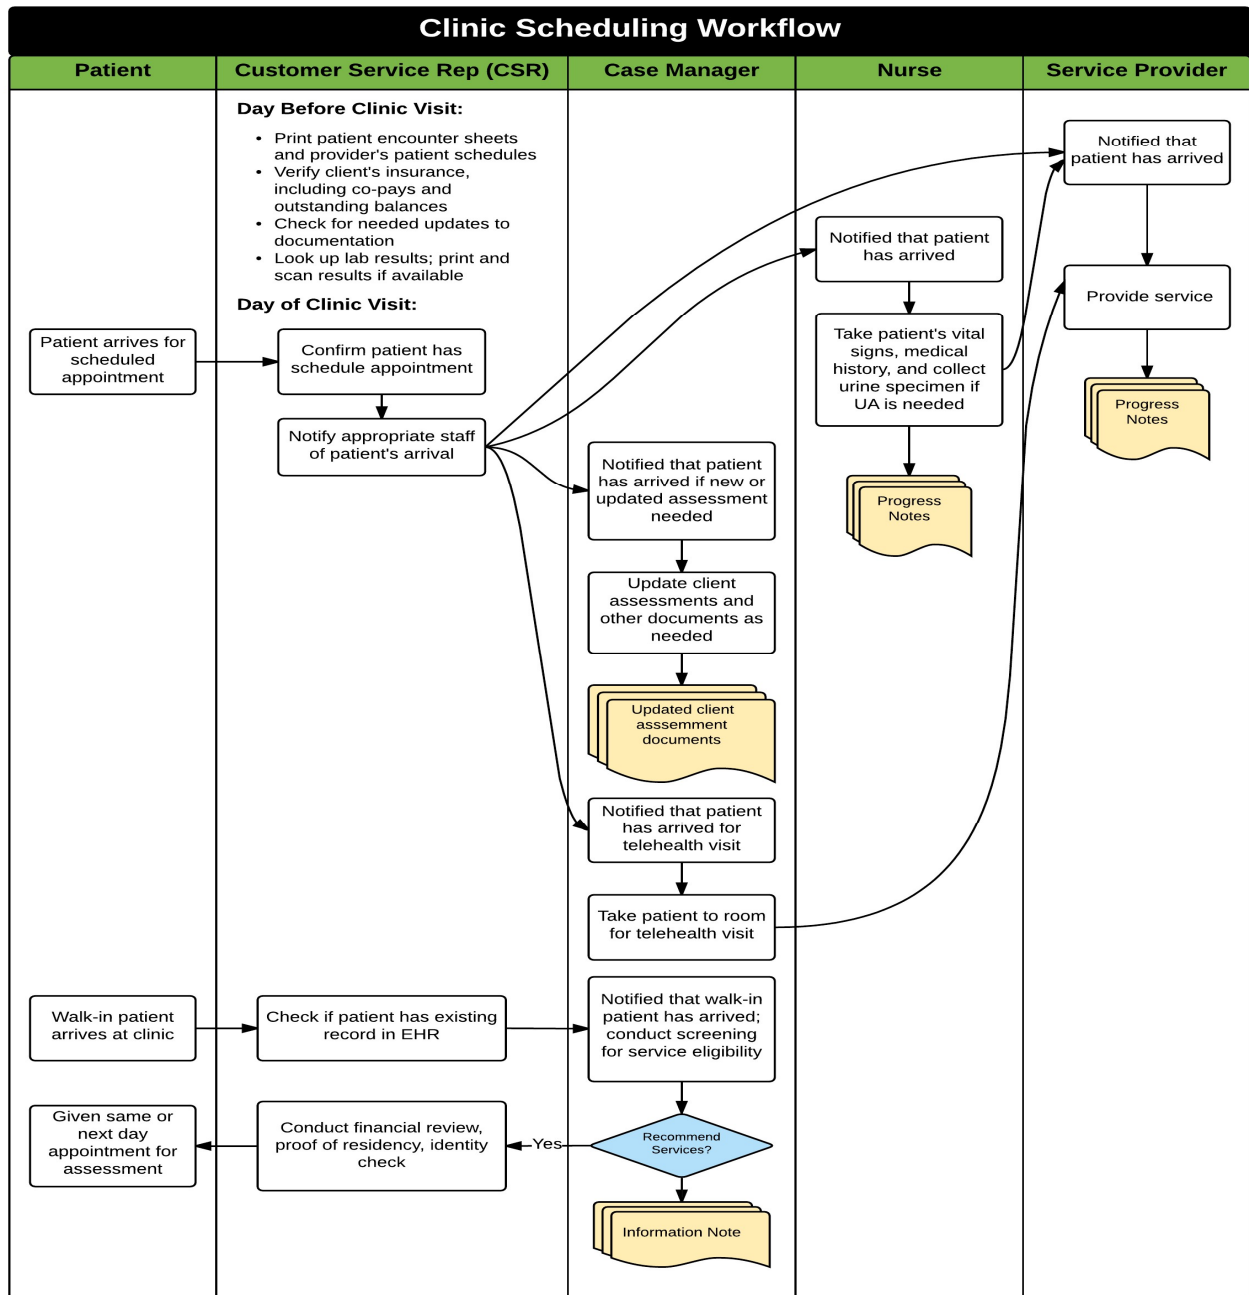 Clinic Scheduling Workflow
Patient
Customer Service Rep (CSR)
Case Manager
Nurse
Service Provider
Day Before Clinic Visit:
• Print patient encounter sheets
and provider's patient schedules
• Verify client's insurance,
including co-pays and
outstanding balances
• Check for needed updates to
documentation
• Look up lab results; print and
scan results if available
Day of Clinic Visit:
Notified that
patient has arrived
Notified that patient
has arrived
Provide service
Patient arrives for
scheduled
appointment
Confirm patient has
schedule appointment
Take patient's vital
signs, medical
history, and collect
urine specimen if
UA is needed
Progress
Notes
Notify appropriate staff
of patient's arrival
Notified that patient
has arrived if new or
updated assessment
needed
Progress
Notes
Update client
assessments and
other documents as
needed
Updated client
asssemment
documents
Notified that patient
has arrived for
telehealth visit
Take patient to room
for telehealth visit
Walk-in patient
arrives at clinic
Check if patient has existing
record in EHR
Notified that walk-in
patient has arrived;
conduct screening
for service eligibility
Given same or
next day
appointment for
assessment
Conduct financial review,
proof of residency, identity
check
Yes
Recommend
Services?
Information Note